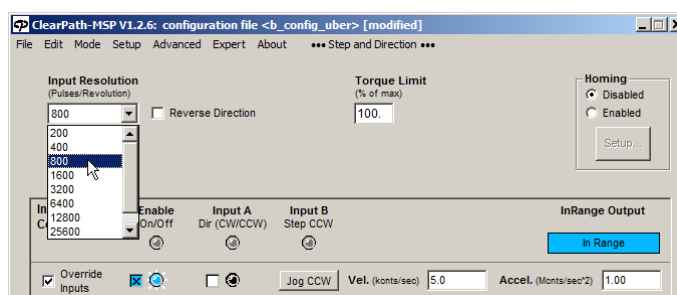 ClearPath-MSP V1.2.6: configuration file <b_config_uber> [modified]
File Edit Mode Setup Advanced Expert About ●●● Step and Direction ●●●
Input Resolution
(Pulses/Revolution)
800
Reverse Direction
200
400
800
1600
3200
6400
12800
25600
Torque Limit
(% of max)
100.
Homing
Disabled
Enabled
Setup...
In
Enable
On/Off
Input A
Dir (CW/CCW)
Input B
Step CCW
InRange Output
In Range
Override
Inputs
Jog CCW
Vel. (kcnts/sec) 5.0
Accel. (Mcnts/sec^2) 1.00